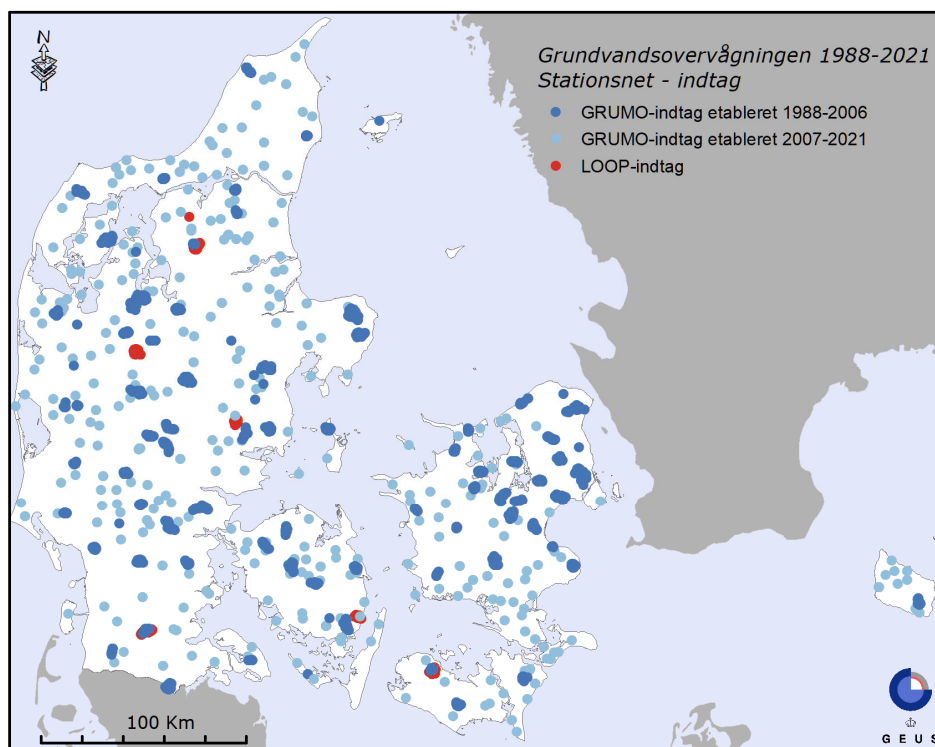 N
Grundvandsovervågningen 1988-2021
Stationsnet - indtag
GRUMO-indtag etableret 1988-2006
GRUMO-indtag etableret 2007-2021
LOOP-indtag
100 Km
G E U S